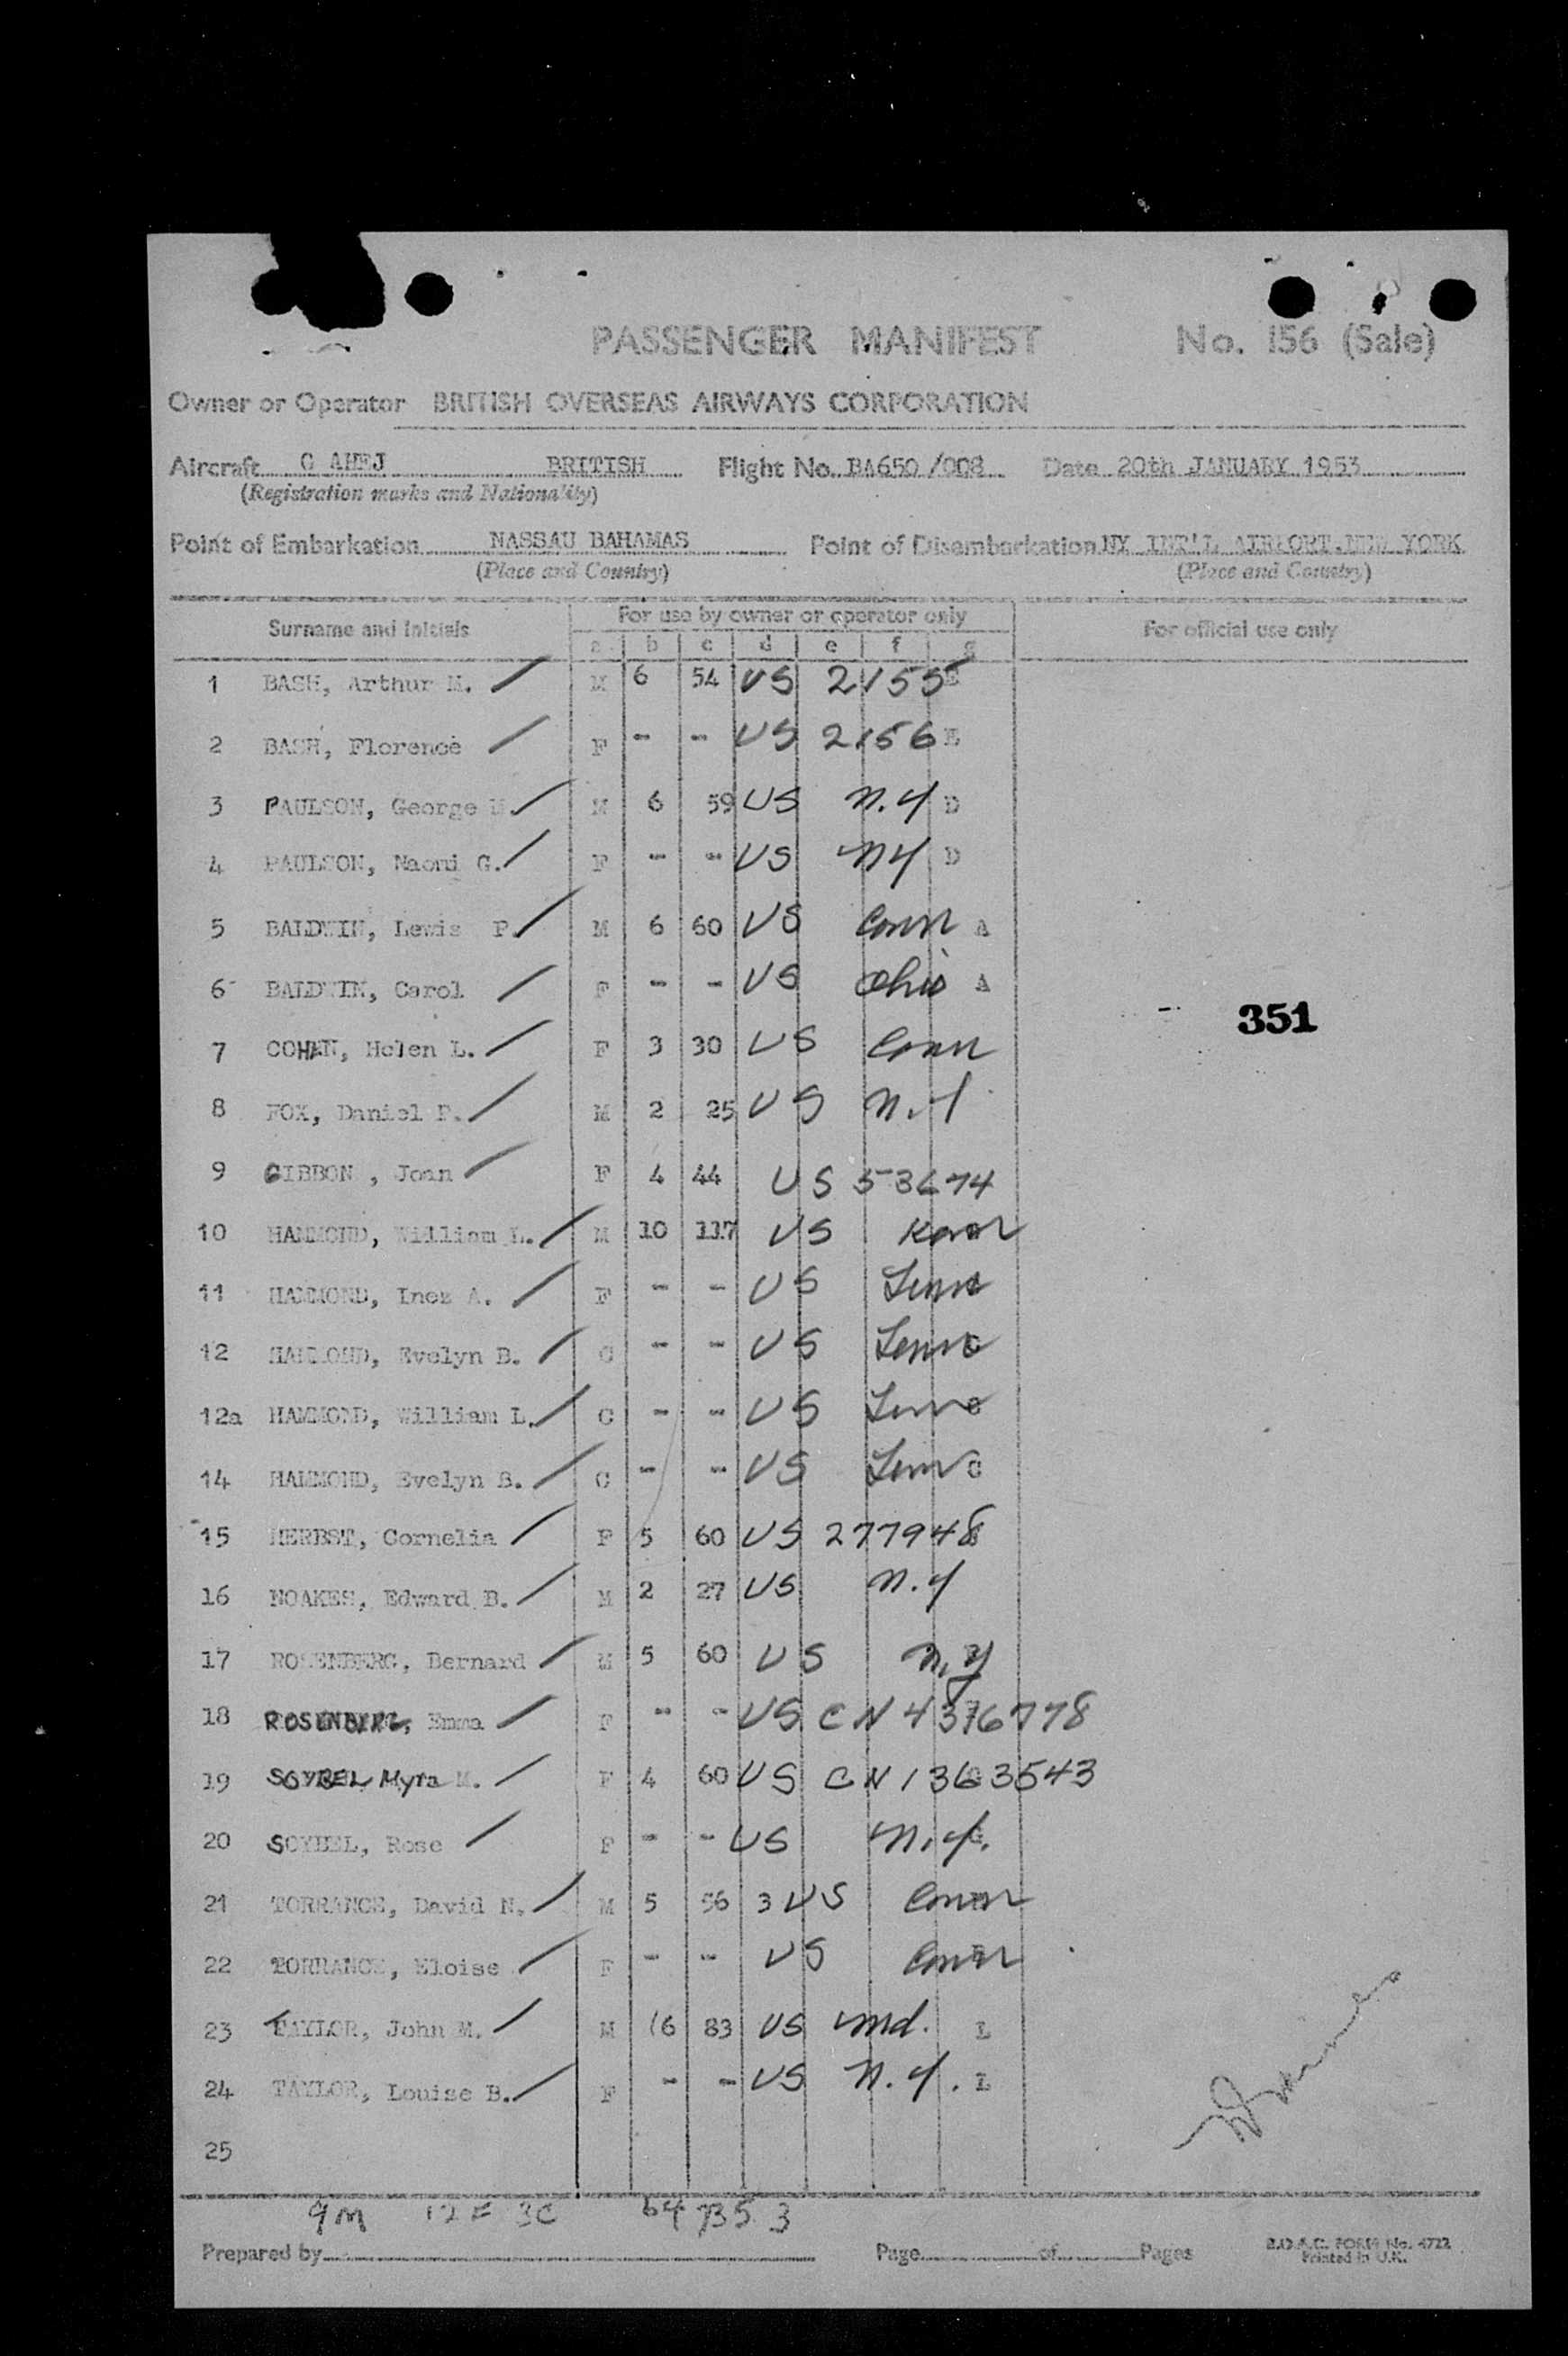 PASSENGER MANIFEST No. 156 (Sale)
Owner or Operator BRITISH OVERSEAS AIRWAYS CORPORATION
Aircraft G AHEJ BRITISH Flight No. BA650/008 Date 20th JANUARY 1953
(Registration marks and Nationality)
Point of Embarkation NASSAU BAHAMAS Point of Disembarkation NY INT'L AIRPORT.NEW YORK
(Place and Country) (Place and Country)
Surname and Initials For use by owner or operator only For official use only
a b c d e f g
1 BASH, Arthur M. M 6 54 US 2155
2 BASH, Florence F - - US 2156 E
3 PAULSON, George M 6 59 US N.Y D
4 PAULSON, Naomi G. F - - US NY D
5 BALDWIN, Lewis P. M 6 60 US Conn A
6 BALDWIN, Carol F - - US Ohio A
7 COHAN, Helen L. F 3 30 US Conn
8 FOX, Daniel P. M 2 25 US N.Y
9 GIBBON , Joan F 4 44 US 53674
10 HAMMOND, William L. M 10 117 US
11 HAMMOND, Inez A. F - - US Tenn
12 HAMMOND, Evelyn B. C - - US Tenn C
12a HAMMOND, William L. C - - US Tenn C
14 HAMMOND, Evelyn S. C - - US Tenn C
15 HERBST, Cornelia F 5 60 US 277948
16 NOAKES, Edward B. M 2 27 US N.Y
17 ROSENBERG, Bernard M 5 60 US N.Y
18 ROSENBERG, Emma F - - US CN 4376778
19 SOYBEL Myra M. F 4 60 US CN 1363543
20 SOYBEL, Rose F - - US N.Y.
21 TORRANCE, David N. M 5 56 3 US Conn
22 TORRANCE, Eloise F - - US Conn
23 TAYLOR, John M. M 16 83 US Md. L
24 TAYLOR, Louise B. F - - US N.Y. L
25
351
9M 12F 3C 64 735 3
Prepared by Page of Pages
B.O.A.C. FORM No. 4722
Printed in U.K.